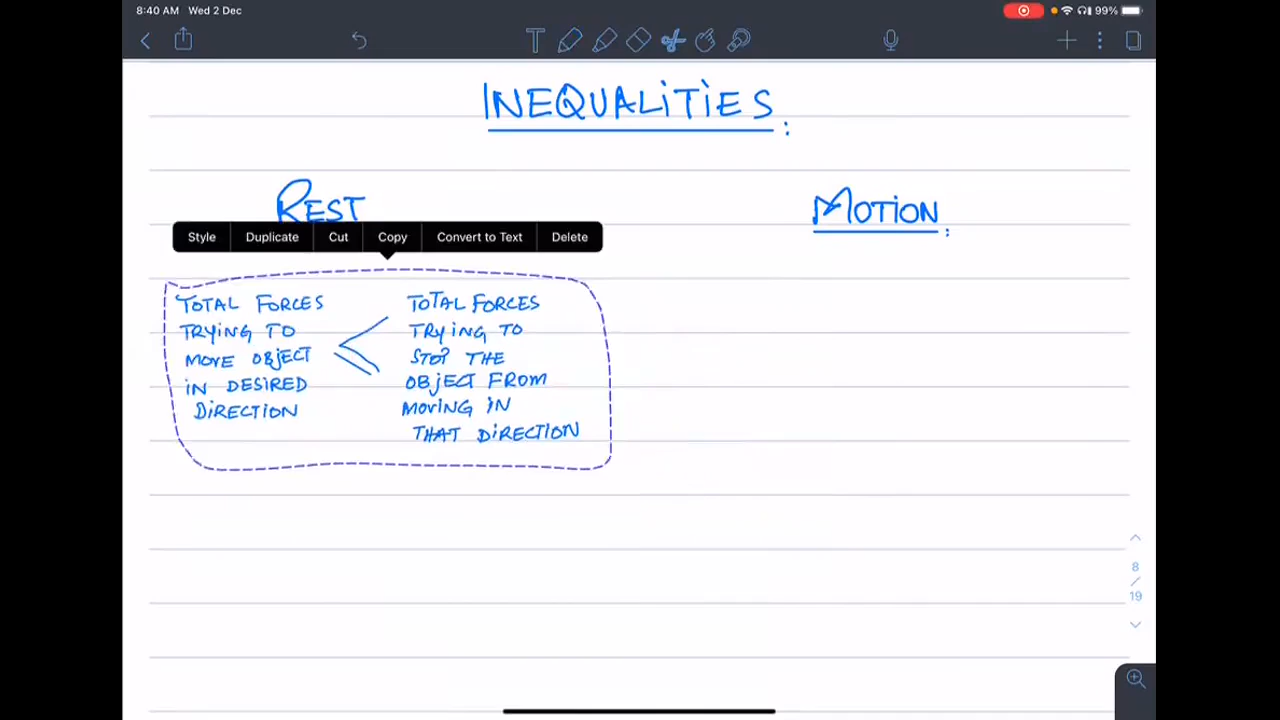 8:40 AM Wed 2 Dec
99%
INEQUALITIES:
REST
MOTION:
Style Duplicate Cut Copy Convert to Text Delete
TOTAL FORCES
TRYING TO
MOVE OBJECT
IN DESIRED
DIRECTION
≤
TOTAL FORCES
TRYING TO
STOP THE
OBJECT FROM
MOVING IN
THAT DIRECTION
8
/
19